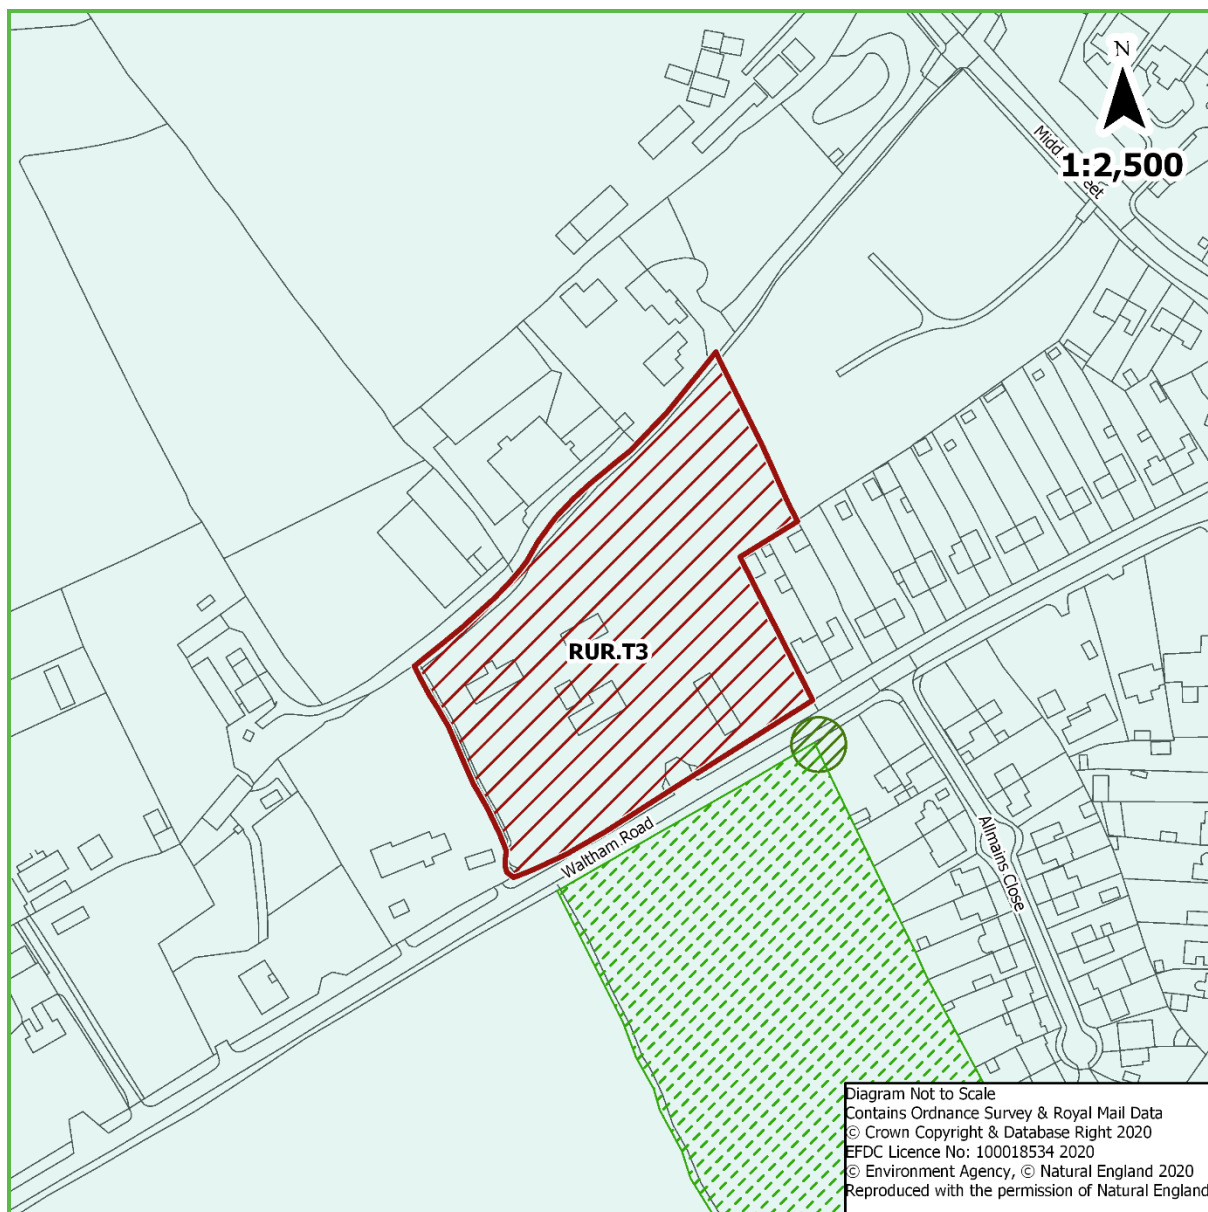 N
1:2,500
RUR.T3
Waltham Road
Allmains Close
Diagram Not to Scale
Contains Ordnance Survey & Royal Mail Data
© Crown Copyright & Database Right 2020
EFDC Licence No: 100018534 2020
© Environment Agency, © Natural England 2020
Reproduced with the permission of Natural England